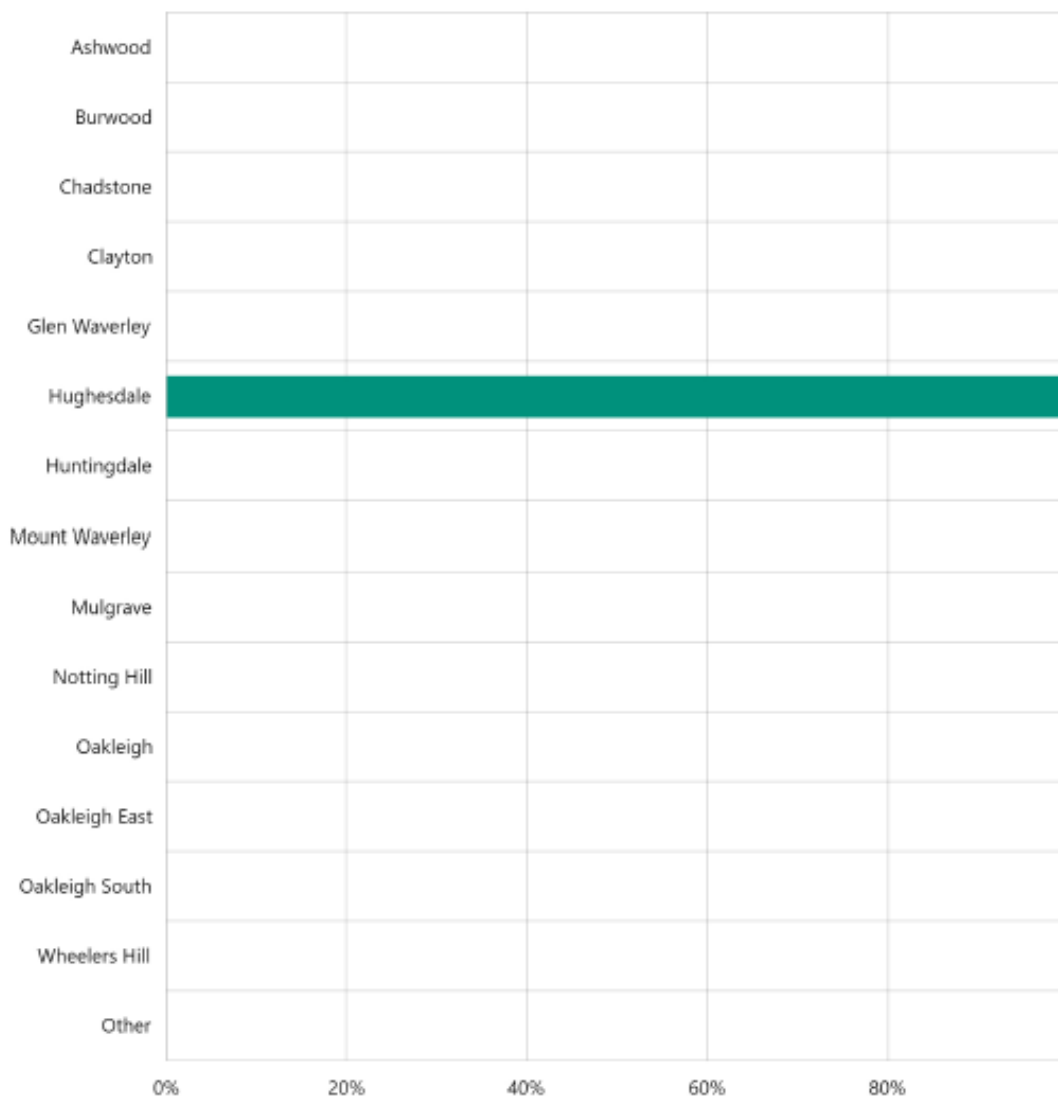 Ashwood
Burwood
Chadstone
Clayton
Glen Waverley
Hughesdale
Huntingdale
Mount Waverley
Mulgrave
Notting Hill
Oakleigh
Oakleigh East
Oakleigh South
Wheelers Hill
Other
0% 20% 40% 60% 80%